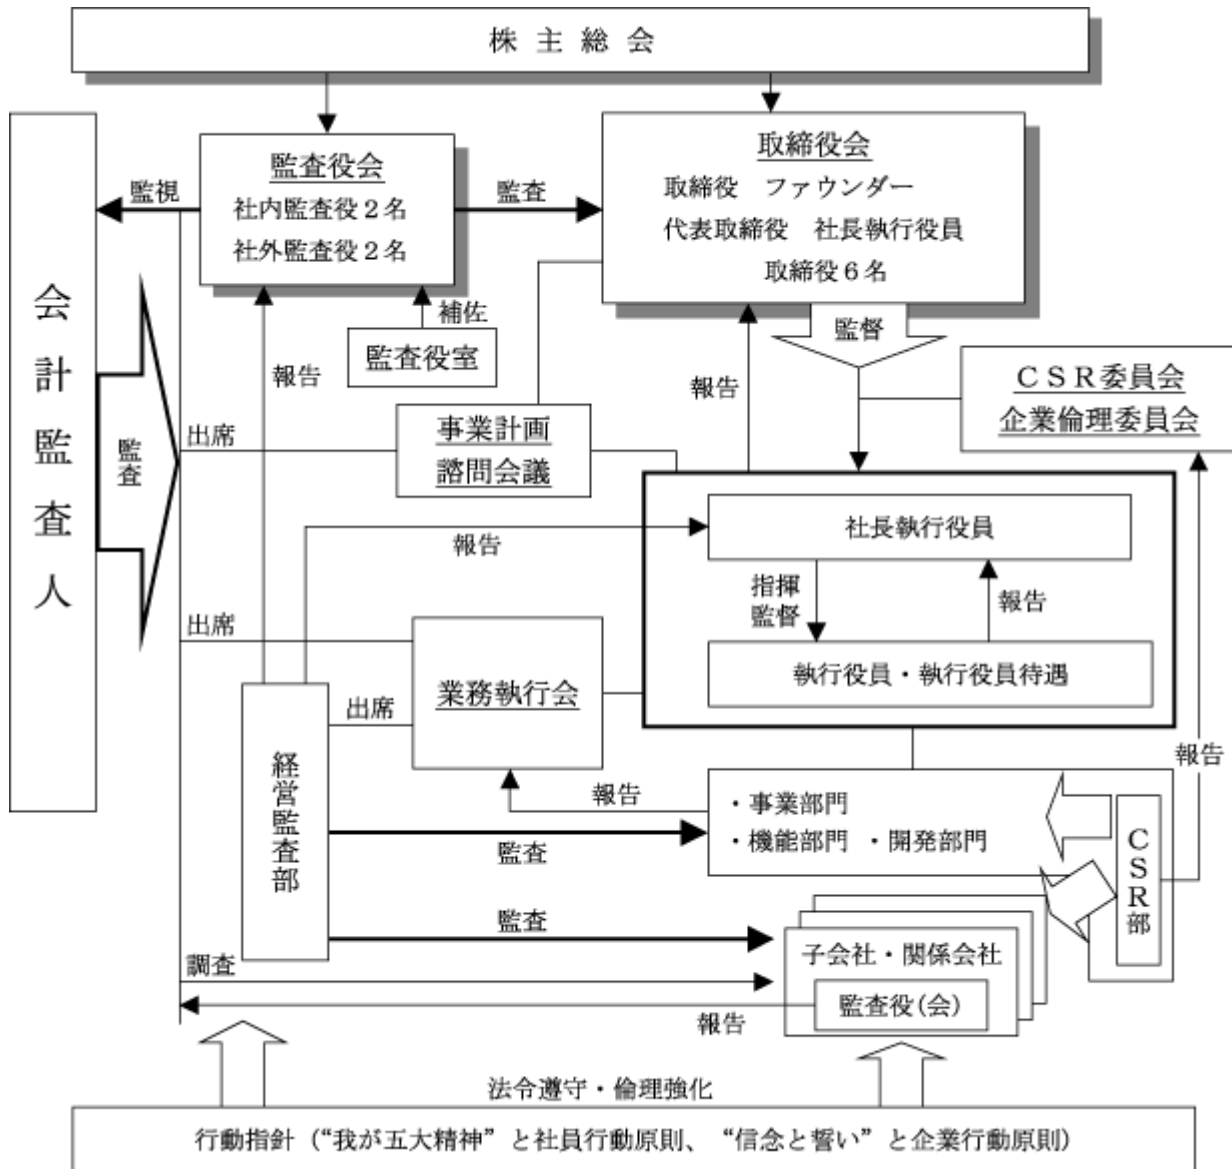 株主総会
監査役会
社内監査役２名
社外監査役２名
取締役会
取締役　ファウンダー
代表取締役　社長執行役員
取締役６名
監視
監査
会計監査人
監査
補佐
監査役室
報告
監督
報告
ＣＳＲ委員会
企業倫理委員会
出席
事業計画
諮問会議
報告
社長執行役員
指揮
監督
報告
執行役員・執行役員待遇
出席
業務執行会
出席
経営監査部
報告
報告
・事業部門
・機能部門　・開発部門
ＣＳＲ部
監査
監査
子会社・関係会社
監査役(会)
調査
報告
法令遵守・倫理強化
行動指針（“我が五大精神”と社員行動原則、“信念と誓い”と企業行動原則）